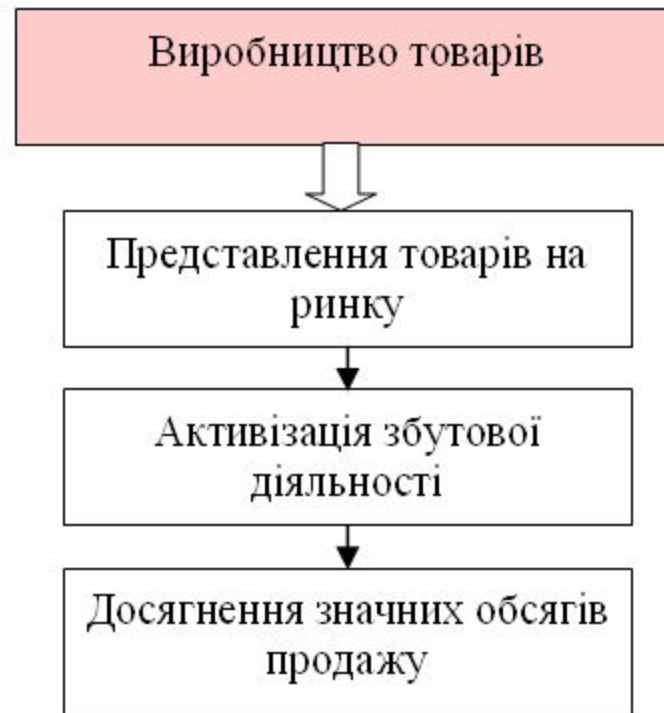 Виробництво товарів
Представлення товарів на
ринку
Активізація збутової
діяльності
Досягнення значних обсягів
продажу